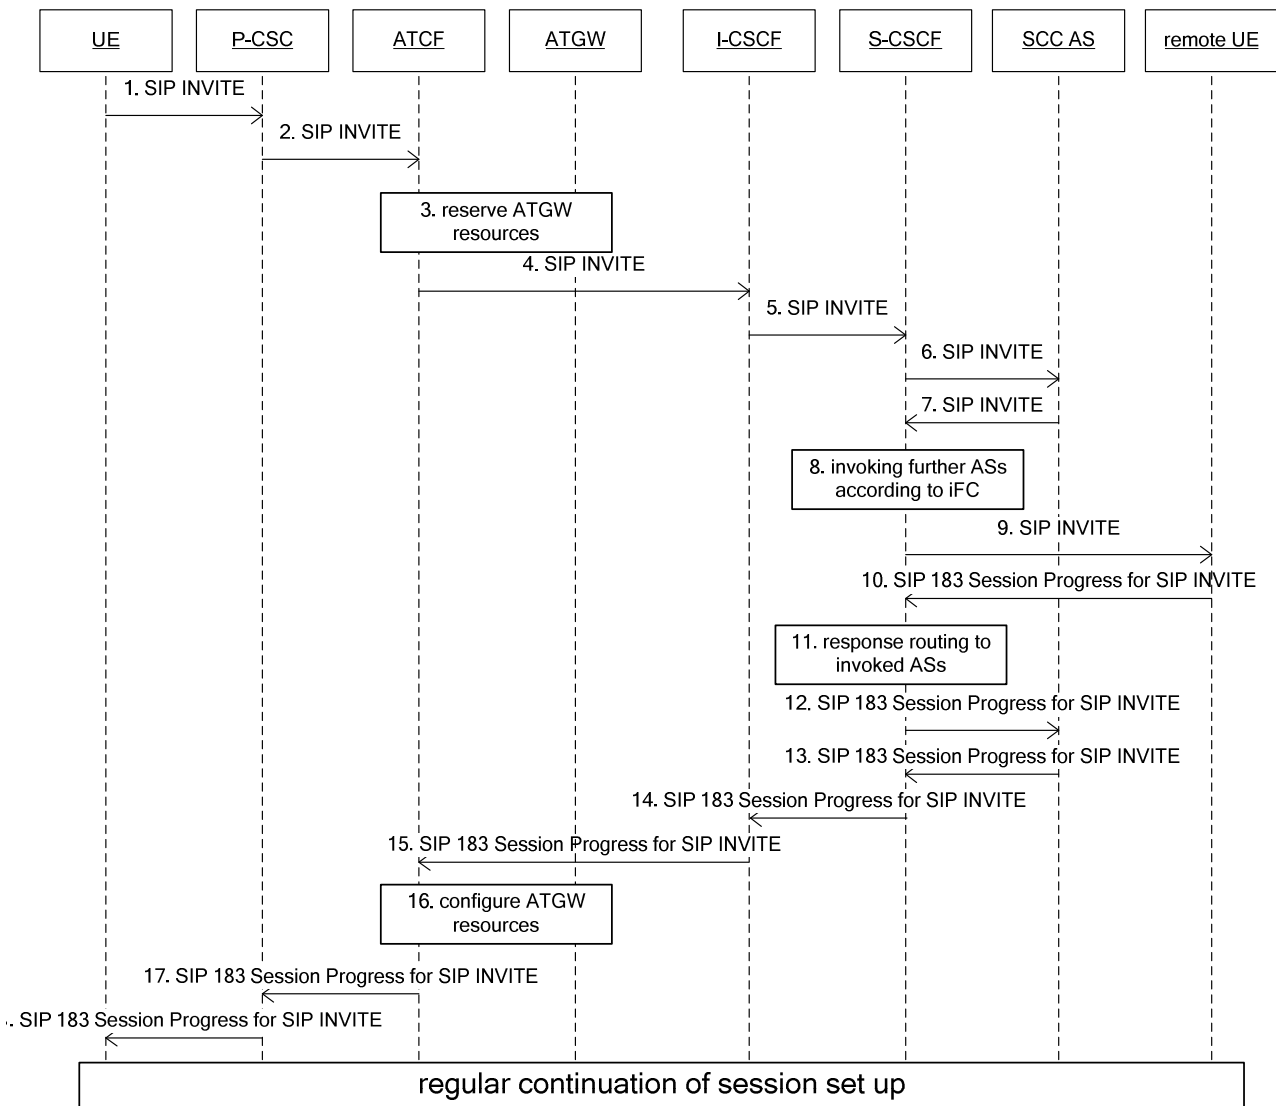 UE
P-CSC
ATCF
ATGW
I-CSCF
S-CSCF
SCC AS
remote UE
1. SIP INVITE
2. SIP INVITE
3. reserve ATGW
resources
4. SIP INVITE
5. SIP INVITE
6. SIP INVITE
7. SIP INVITE
8. invoking further ASs
according to iFC
9. SIP INVITE
10. SIP 183 Session Progress for SIP INVITE
11. response routing to
invoked ASs
12. SIP 183 Session Progress for SIP INVITE
13. SIP 183 Session Progress for SIP INVITE
14. SIP 183 Session Progress for SIP INVITE
15. SIP 183 Session Progress for SIP INVITE
16. configure ATGW
resources
17. SIP 183 Session Progress for SIP INVITE
. SIP 183 Session Progress for SIP INVITE
regular continuation of session set up